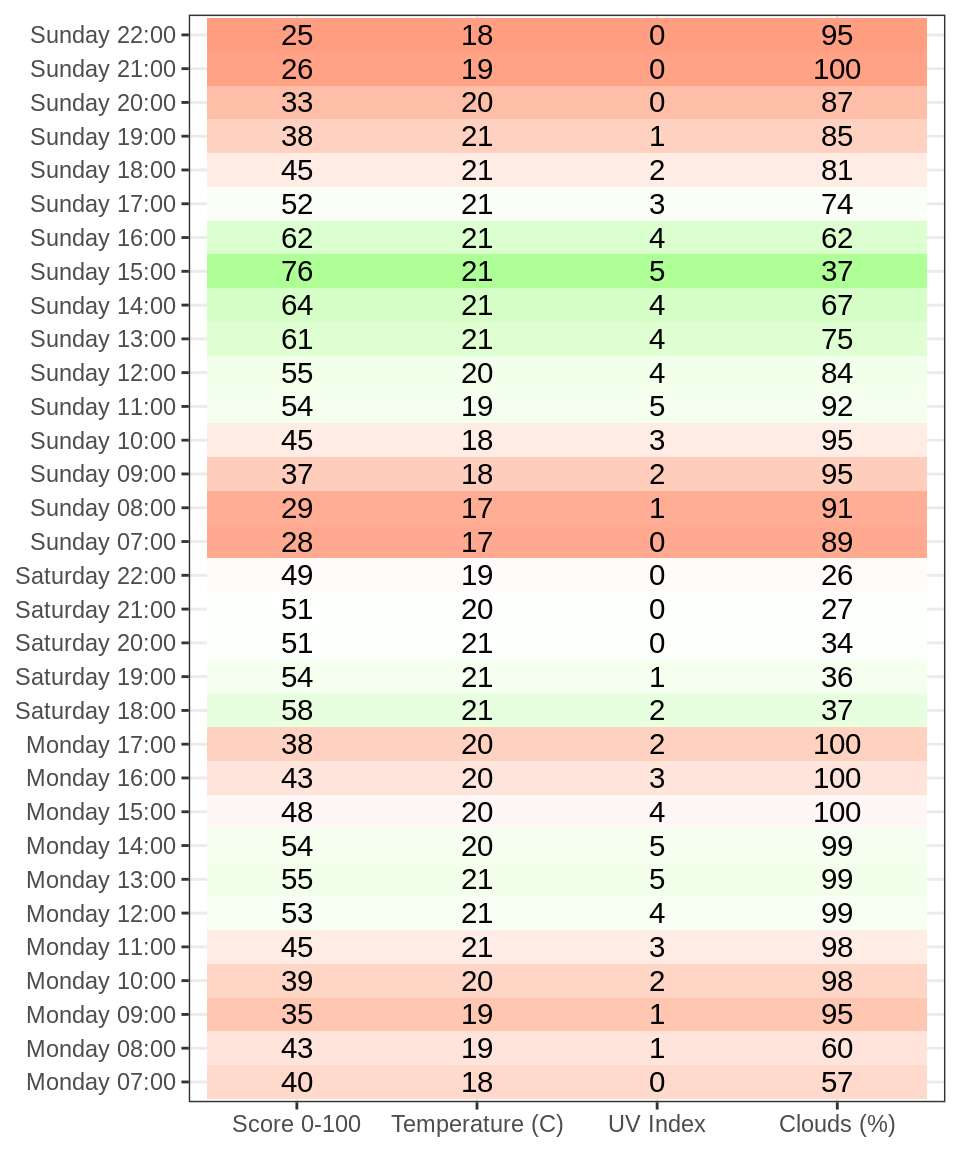 Sunday 22:00 25 18 0 95
Sunday 21:00 26 19 0 100
Sunday 20:00 33 20 0 87
Sunday 19:00 38 21 1 85
Sunday 18:00 45 21 2 81
Sunday 17:00 52 21 3 74
Sunday 16:00 62 21 4 62
Sunday 15:00 76 21 5 37
Sunday 14:00 64 21 4 67
Sunday 13:00 61 21 4 75
Sunday 12:00 55 20 4 84
Sunday 11:00 54 19 5 92
Sunday 10:00 45 18 3 95
Sunday 09:00 37 18 2 95
Sunday 08:00 29 17 1 91
Sunday 07:00 28 17 0 89
Saturday 22:00 49 19 0 26
Saturday 21:00 51 20 0 27
Saturday 20:00 51 21 0 34
Saturday 19:00 54 21 1 36
Saturday 18:00 58 21 2 37
Monday 17:00 38 20 2 100
Monday 16:00 43 20 3 100
Monday 15:00 48 20 4 100
Monday 14:00 54 20 5 99
Monday 13:00 55 21 5 99
Monday 12:00 53 21 4 99
Monday 11:00 45 21 3 98
Monday 10:00 39 20 2 98
Monday 09:00 35 19 1 95
Monday 08:00 43 19 1 60
Monday 07:00 40 18 0 57
Score 0-100 Temperature (C) UV Index Clouds (%)